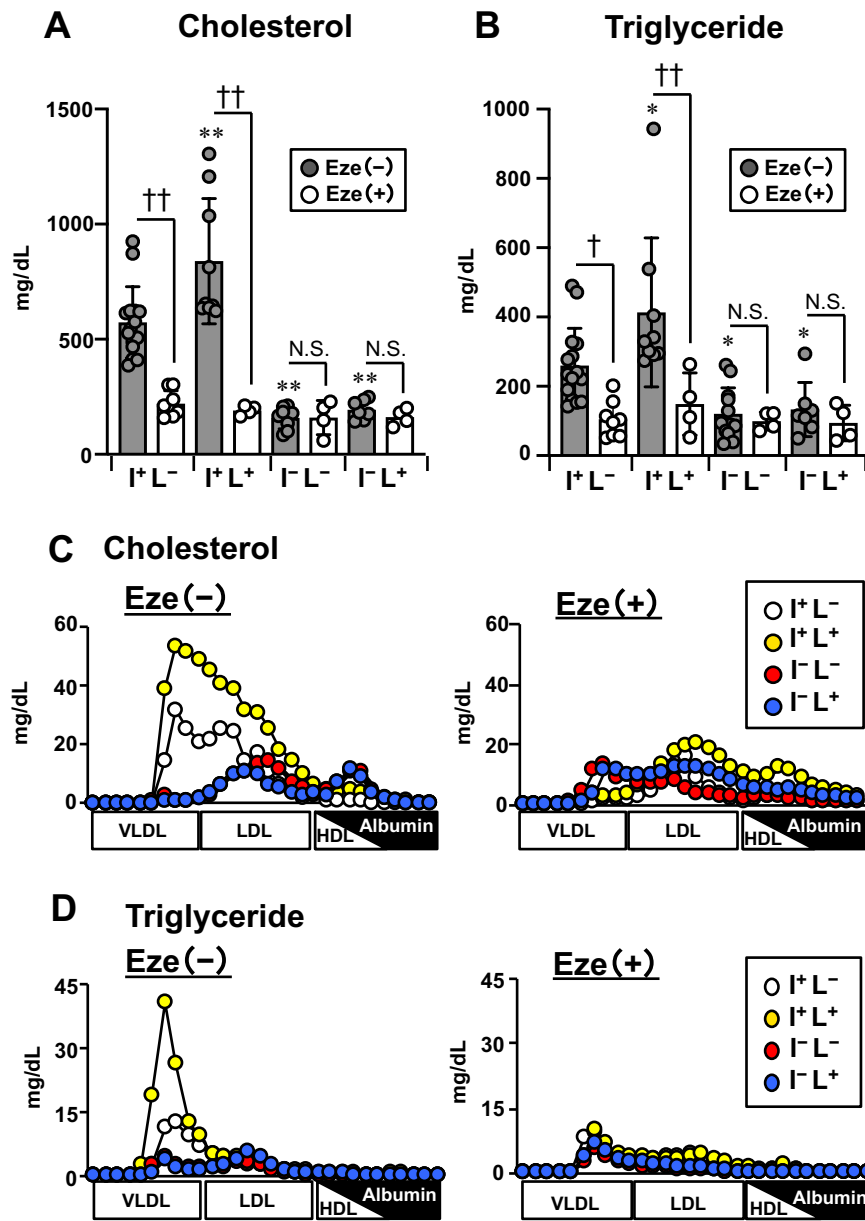 A Cholesterol
mg/dL
1500
1000
500
0
††
††
**
**
**
N.S.
N.S.
Eze(−)
Eze(+)
I⁺ L⁻
I⁺ L⁺
I⁻ L⁻
I⁻ L⁺
B Triglyceride
mg/dL
1000
800
600
400
200
0
†
††
*
*
*
N.S.
N.S.
Eze(−)
Eze(+)
I⁺ L⁻
I⁺ L⁺
I⁻ L⁻
I⁻ L⁺
C Cholesterol
Eze(−)
mg/dL
60
40
20
0
VLDL
LDL
HDL
Albumin
Eze(+)
mg/dL
60
40
20
0
VLDL
LDL
HDL
Albumin
I⁺ L⁻
I⁺ L⁺
I⁻ L⁻
I⁻ L⁺
D Triglyceride
Eze(−)
mg/dL
45
30
15
0
VLDL
LDL
HDL
Albumin
Eze(+)
mg/dL
45
30
15
0
VLDL
LDL
HDL
Albumin
I⁺ L⁻
I⁺ L⁺
I⁻ L⁻
I⁻ L⁺